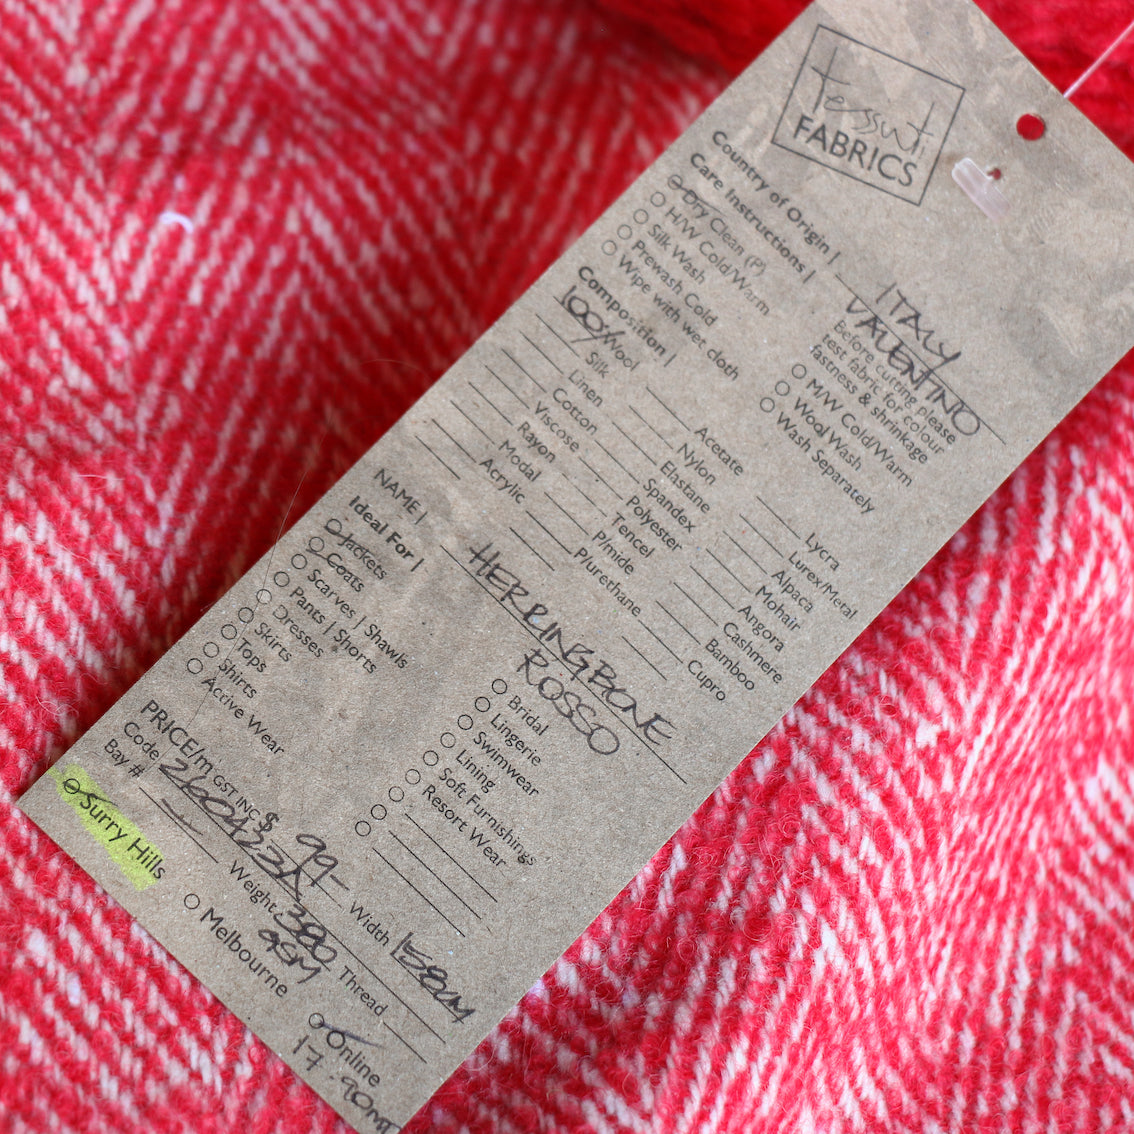 tessuti
FABRICS
Country of Origin | ITALY
Care Instructions | VALENTINO
Dry Clean (P)
H/W Cold/Warm
Silk Wash
Prewash Cold
Wipe with wet cloth
Before cutting please
test fabric for colour
fastness & shrinkage
M/W Cold/Warm
Wool Wash
Wash Separately
Composition |
100% Wool
Silk
Linen
Cotton
Viscose
Rayon
Modal
Acrylic
Acetate
Nylon
Elastane
Spandex
Polyester
Tencel
P/mide
P/urethane
Lycra
Lurex/Metal
Alpaca
Mohair
Angora
Cashmere
Bamboo
Cupro
NAME | HERRINGBONE
ROSSO
Ideal For |
Jackets
Coats
Scarves | Shawls
Pants | Shorts
Dresses
Skirts
Tops
Shirts
Active Wear
Bridal
Lingerie
Swimwear
Lining
Soft Furnishings
Resort Wear
PRICE/m GST INC $ 99- Width 158cm
Code 260423A Weight 390 GSM Thread
Bay #
Surry Hills
Melbourne
Online
17.90m